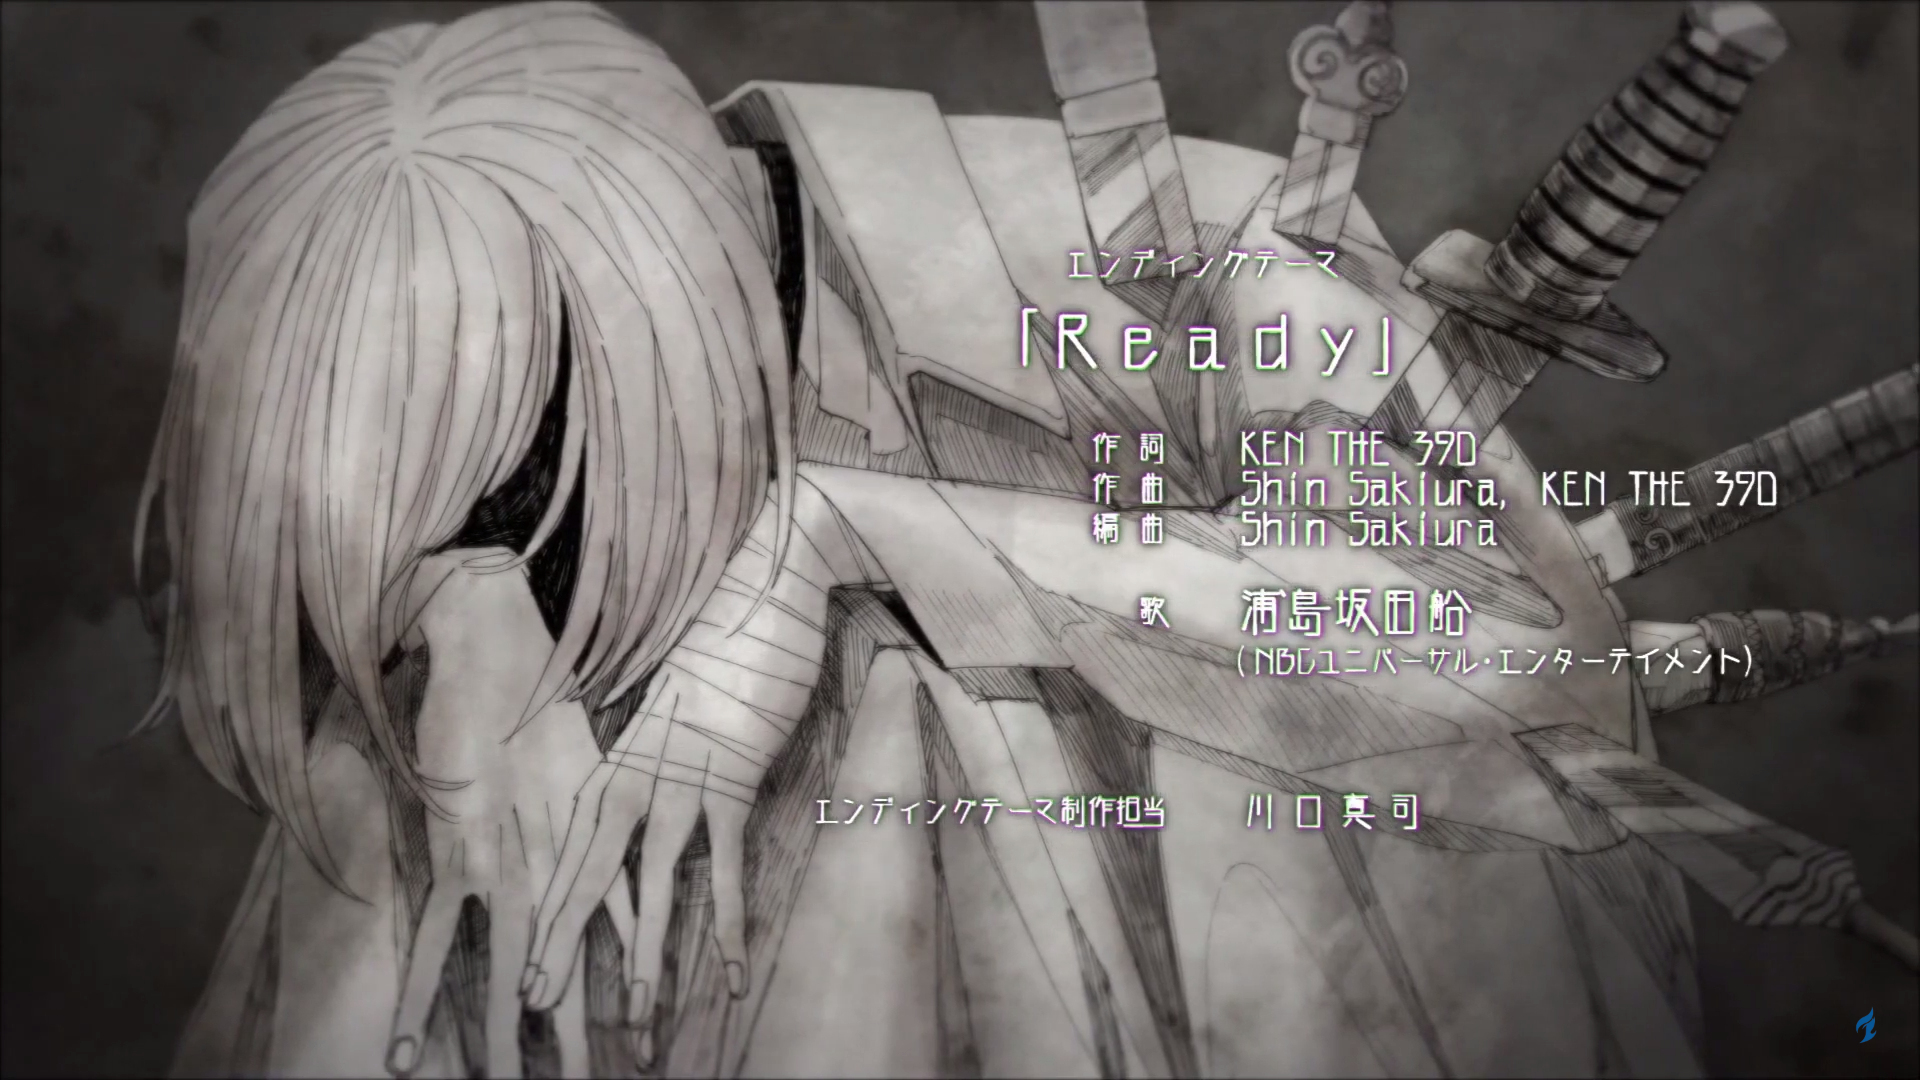 エンディングテーマ
「Ready」
作詞 KEN THE 390
作曲 Shin Sakiura, KEN THE 390
編曲 Shin Sakiura
歌 浦島坂田船
(NBCユニバーサル・エンターテイメント)
エンディングテーマ制作担当 川口真司